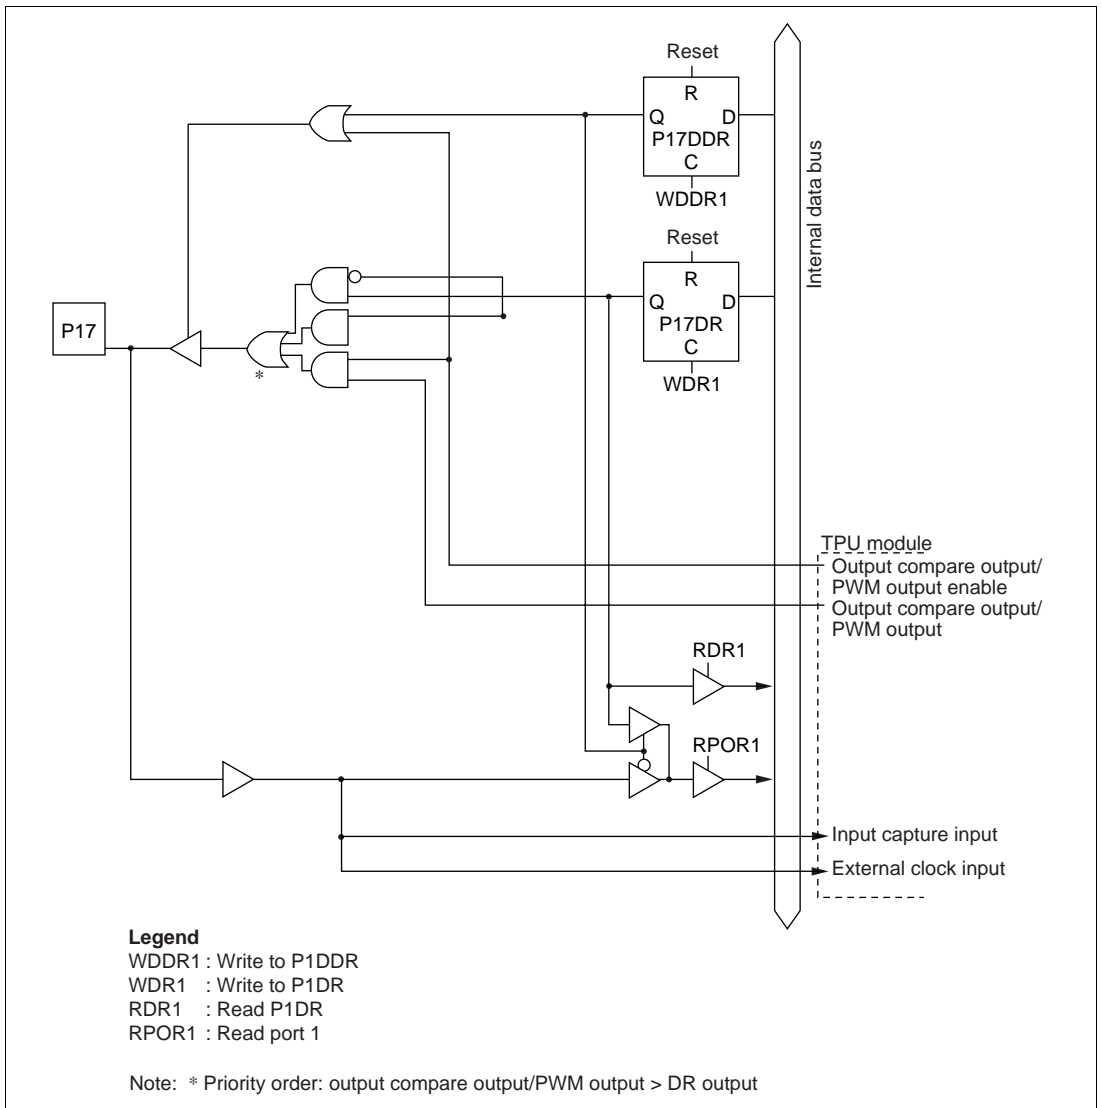 Reset
R
Q D
P17DDR
C
WDDR1
Internal data bus
Reset
R
Q D
P17DR
C
WDR1
P17
*
TPU module
Output compare output/
PWM output enable
Output compare output/
PWM output
RDR1
RPOR1
Input capture input
External clock input
Legend
WDDR1 : Write to P1DDR
WDR1 : Write to P1DR
RDR1 : Read P1DR
RPOR1 : Read port 1
Note: * Priority order: output compare output/PWM output > DR output